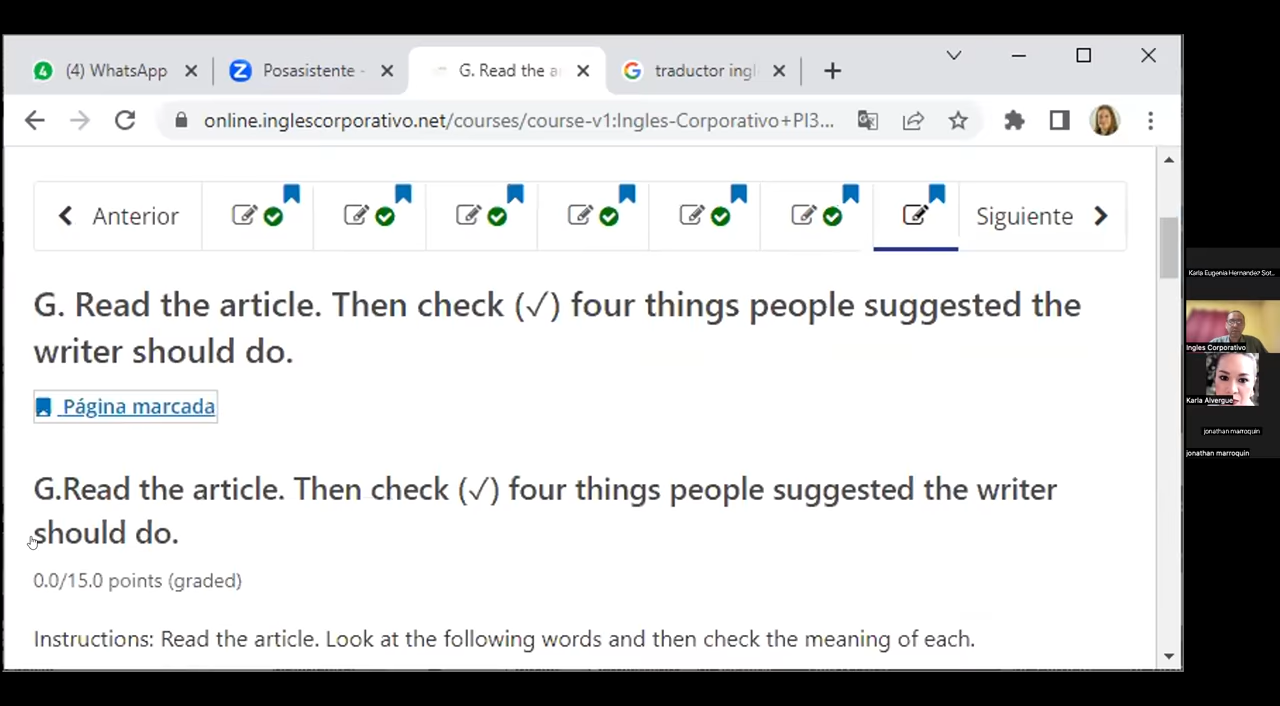 (4) WhatsApp
Posasistente -
G. Read the a
traductor ingl
online.inglescorporativo.net/courses/course-v1:Ingles-Corporativo+PI3...
Anterior
Siguiente
G. Read the article. Then check (✓) four things people suggested the
writer should do.
Página marcada
G.Read the article. Then check (✓) four things people suggested the writer
should do.
0.0/15.0 points (graded)
Instructions: Read the article. Look at the following words and then check the meaning of each.
Karla Eugenia Hernandez Sot...
Ingles Corporativo
Karla Alvergue
jonathan marroquin
jonathan marroquin